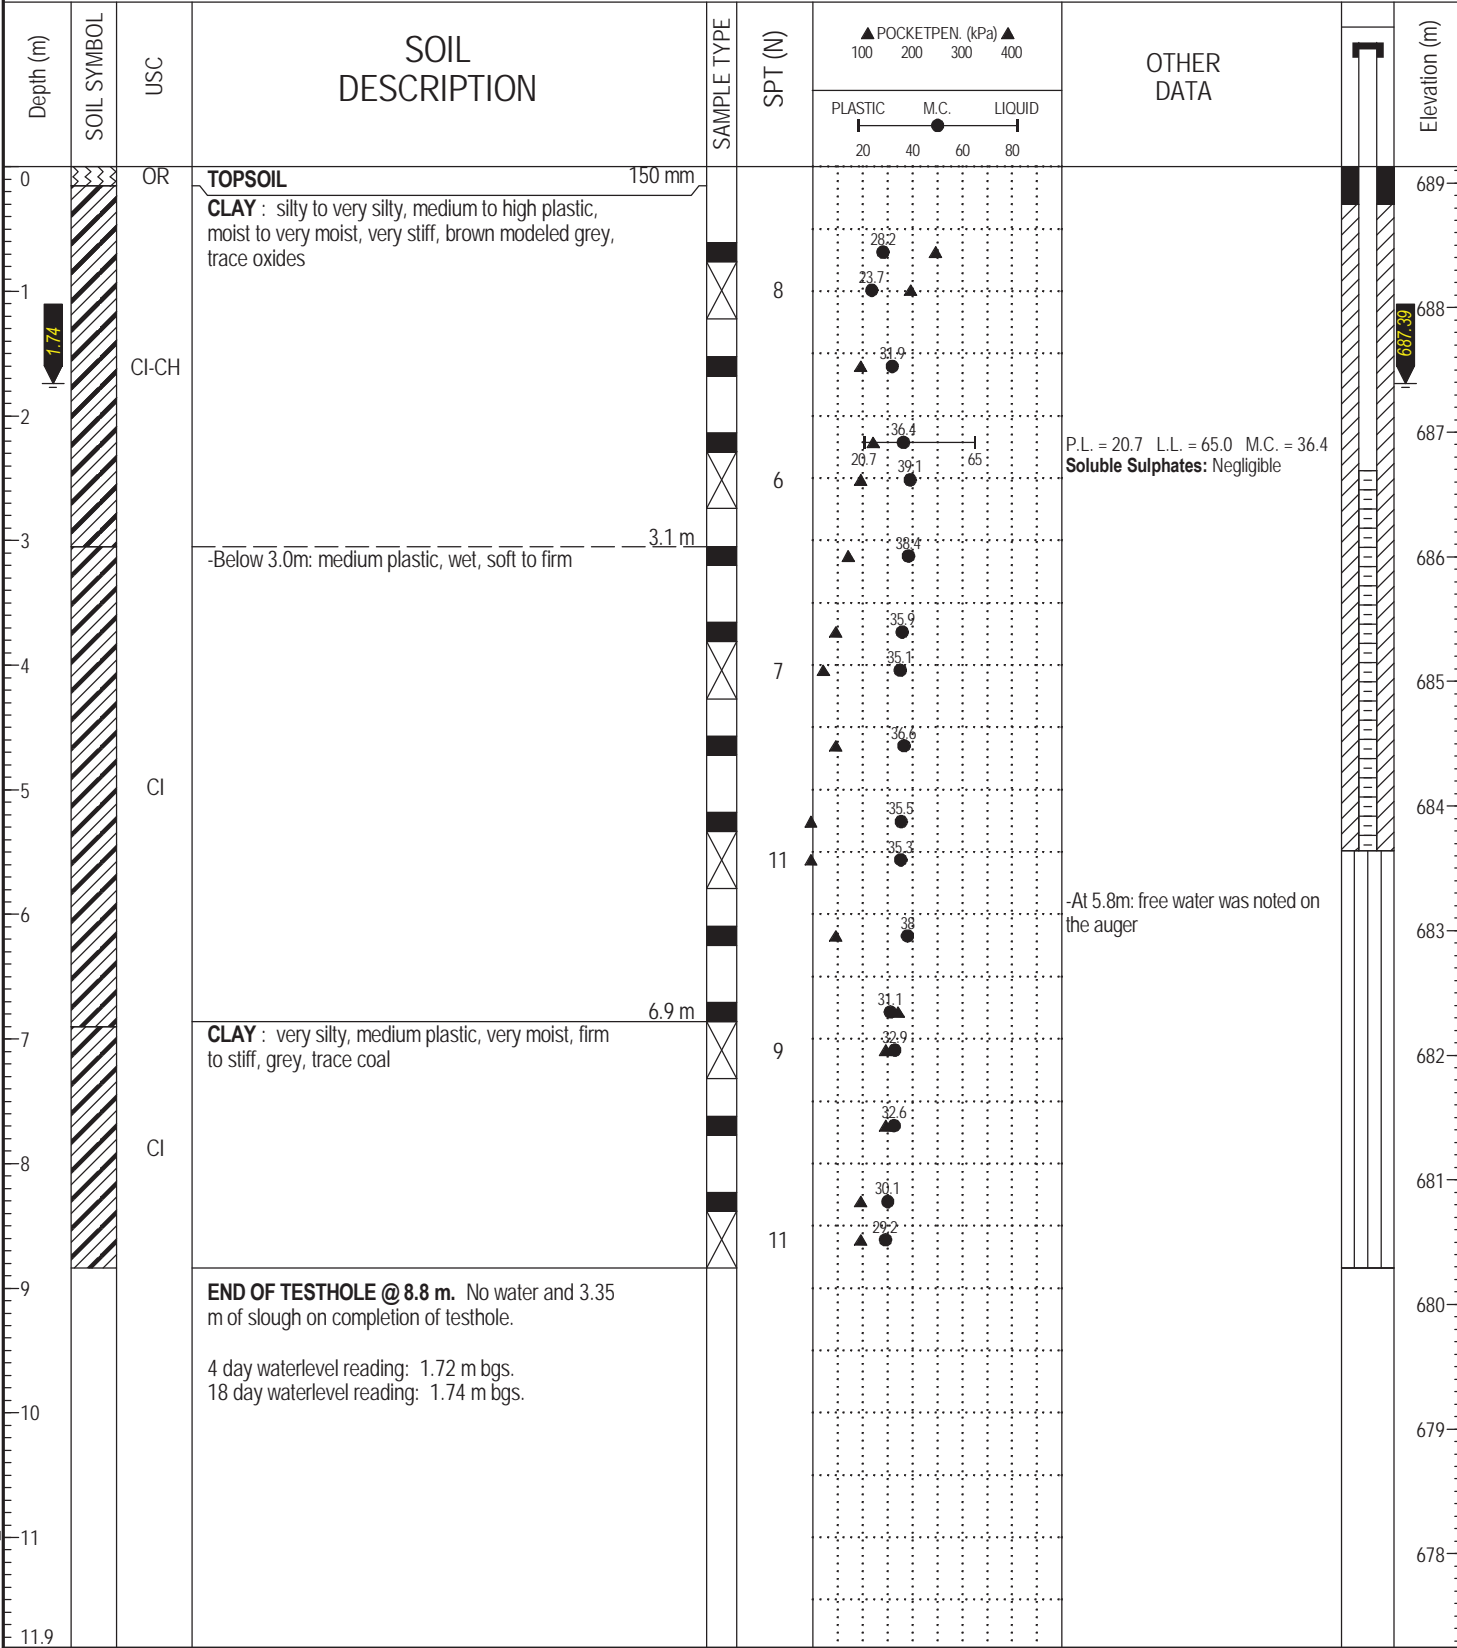 Depth (m)
SOIL SYMBOL
USC
SOIL
DESCRIPTION
SAMPLE TYPE
SPT (N)
▲ POCKETPEN. (kPa) ▲
100 200 300 400
PLASTIC M.C. LIQUID
20 40 60 80
OTHER
DATA
Elevation (m)
0
OR
TOPSOIL 150 mm
689
CLAY : silty to very silty, medium to high plastic,
moist to very moist, very stiff, brown modeled grey,
trace oxides
28.2
23.7
1
8
688
1.74
687.39
31.9
CI-CH
2
36.4
687
20.7 65
P.L. = 20.7 L.L. = 65.0 M.C. = 36.4
Soluble Sulphates: Negligible
39.1
6
3
3.1 m
38.4
-Below 3.0m: medium plastic, wet, soft to firm
686
35.9
35.1
4
7
685
36.6
CI
5
35.5
684
35.3
11
-At 5.8m: free water was noted on
the auger
6
38
683
31.1
6.9 m
CLAY : very silty, medium plastic, very moist, firm
to stiff, grey, trace coal
7
32.9
9
682
32.6
CI
8
681
30.1
29.2
11
9
END OF TESTHOLE @ 8.8 m. No water and 3.35
m of slough on completion of testhole.
680
4 day waterlevel reading: 1.72 m bgs.
18 day waterlevel reading: 1.74 m bgs.
10
679
11
678
11.9